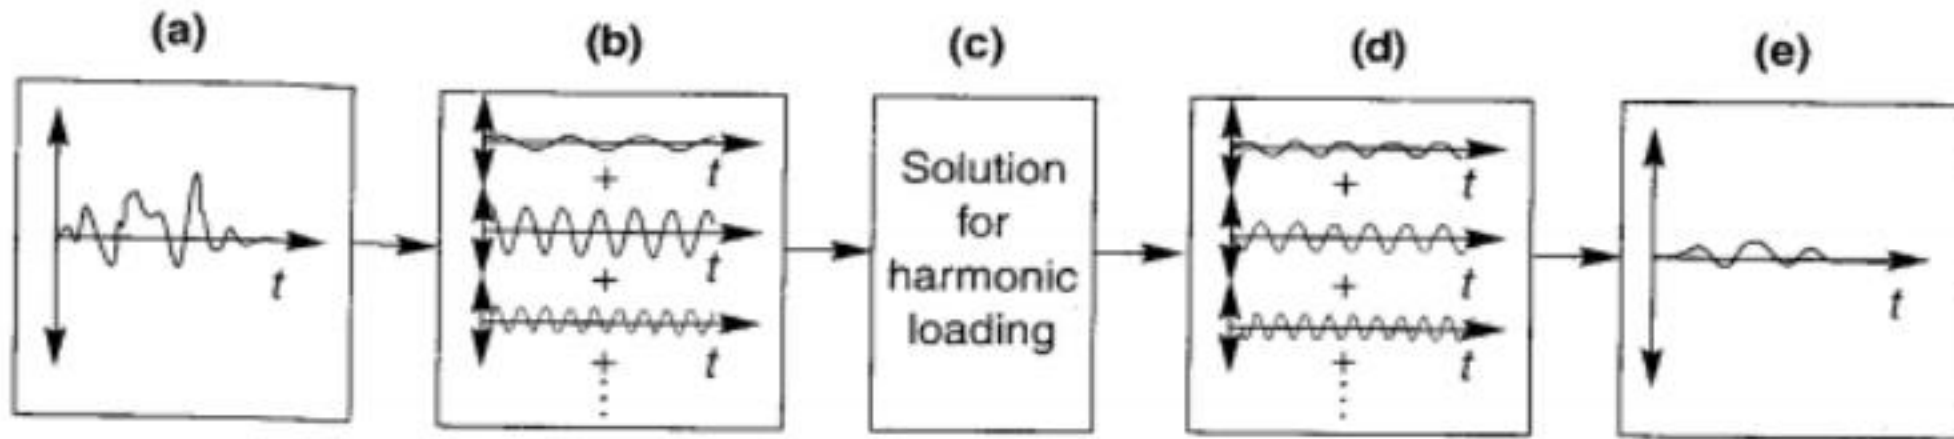 (a)
(b)
(c)
(d)
(e)
t
t
+
t
+
t
+
Solution
for
harmonic
loading
t
+
t
+
t
+
t